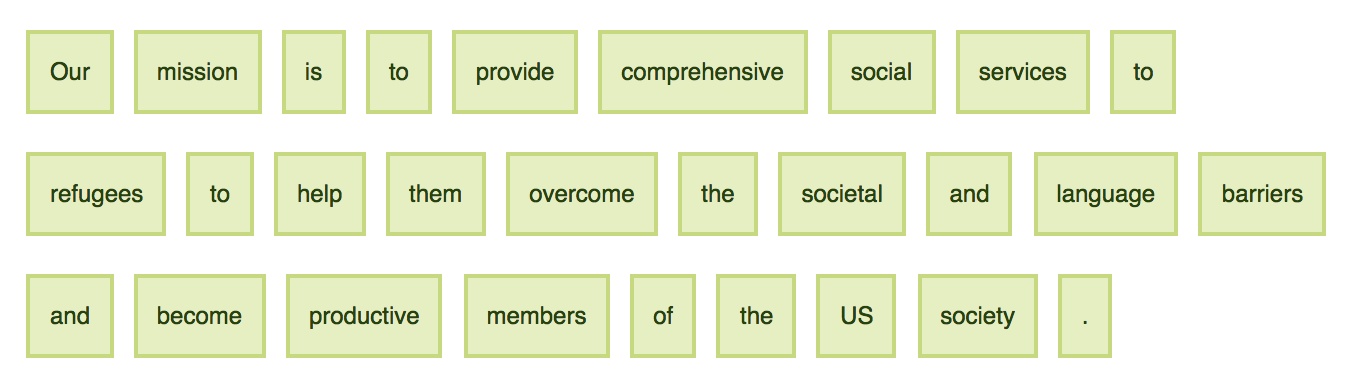 Our mission is to provide comprehensive social services to
refugees to help them overcome the societal and language barriers
and become productive members of the US society .